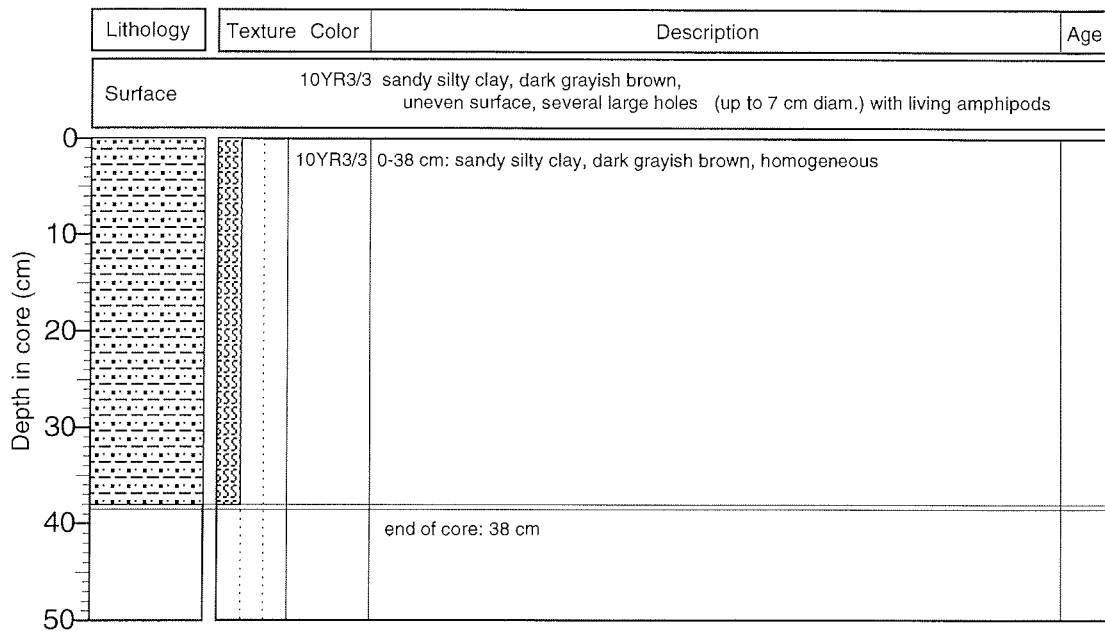 Lithology Texture Color Description Age
Surface
10YR3/3 sandy silty clay, dark grayish brown,
uneven surface, several large holes (up to 7 cm diam.) with living amphipods
0
10YR3/3 0-38 cm: sandy silty clay, dark grayish brown, homogeneous
10
20
30
40
50
Depth in core (cm)
end of core: 38 cm